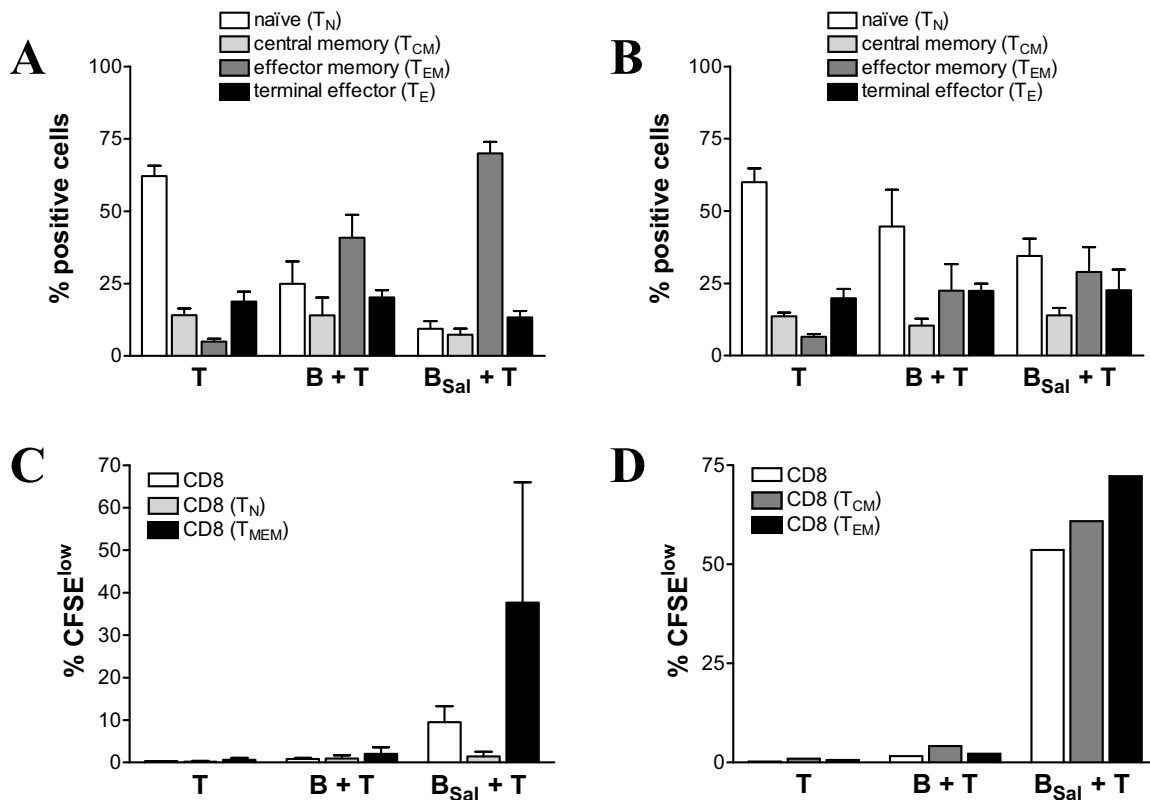 A
naïve (TN)
central memory (TCM)
effector memory (TEM)
terminal effector (TE)
100
75
50
25
0
% positive cells
T
B + T
BSal + T
B
naïve (TN)
central memory (TCM)
effector memory (TEM)
terminal effector (TE)
100
75
50
25
0
% positive cells
T
B + T
BSal + T
C
CD8
CD8 (TN)
CD8 (TMEM)
70
60
50
40
30
20
10
0
% CFSElow
T
B + T
BSal + T
D
CD8
CD8 (TCM)
CD8 (TEM)
75
50
25
0
% CFSElow
T
B + T
BSal + T